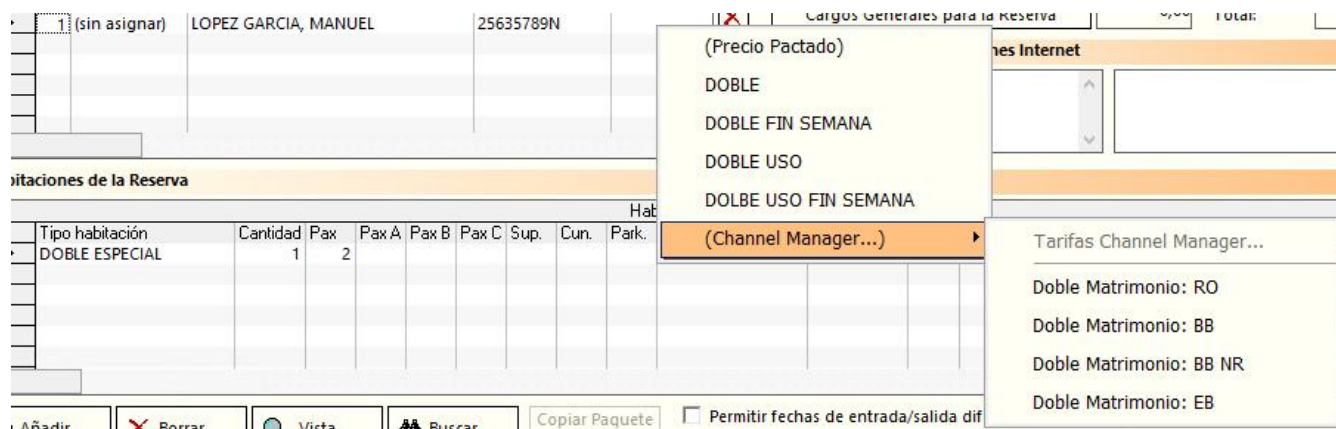 1 (sin asignar) LOPEZ GARCIA, MANUEL 25635789N
Cargos Generales para la Reserva 0,00 Total:
(Precio Pactado)
nes Internet
DOBLE
DOBLE FIN SEMANA
DOBLE USO
DOLBE USO FIN SEMANA
(Channel Manager...)
bitaciones de la Reserva
Hab
Tipo habitación Cantidad Pax Pax A Pax B Pax C Sup. Cun. Park.
DOBLE ESPECIAL 1 2
Tarifas Channel Manager...
Doble Matrimonio: RO
Doble Matrimonio: BB
Doble Matrimonio: BB NR
Doble Matrimonio: EB
Añadir Borrar Vista Buscar Copiar Paquete Permitir fechas de entrada/salida dif